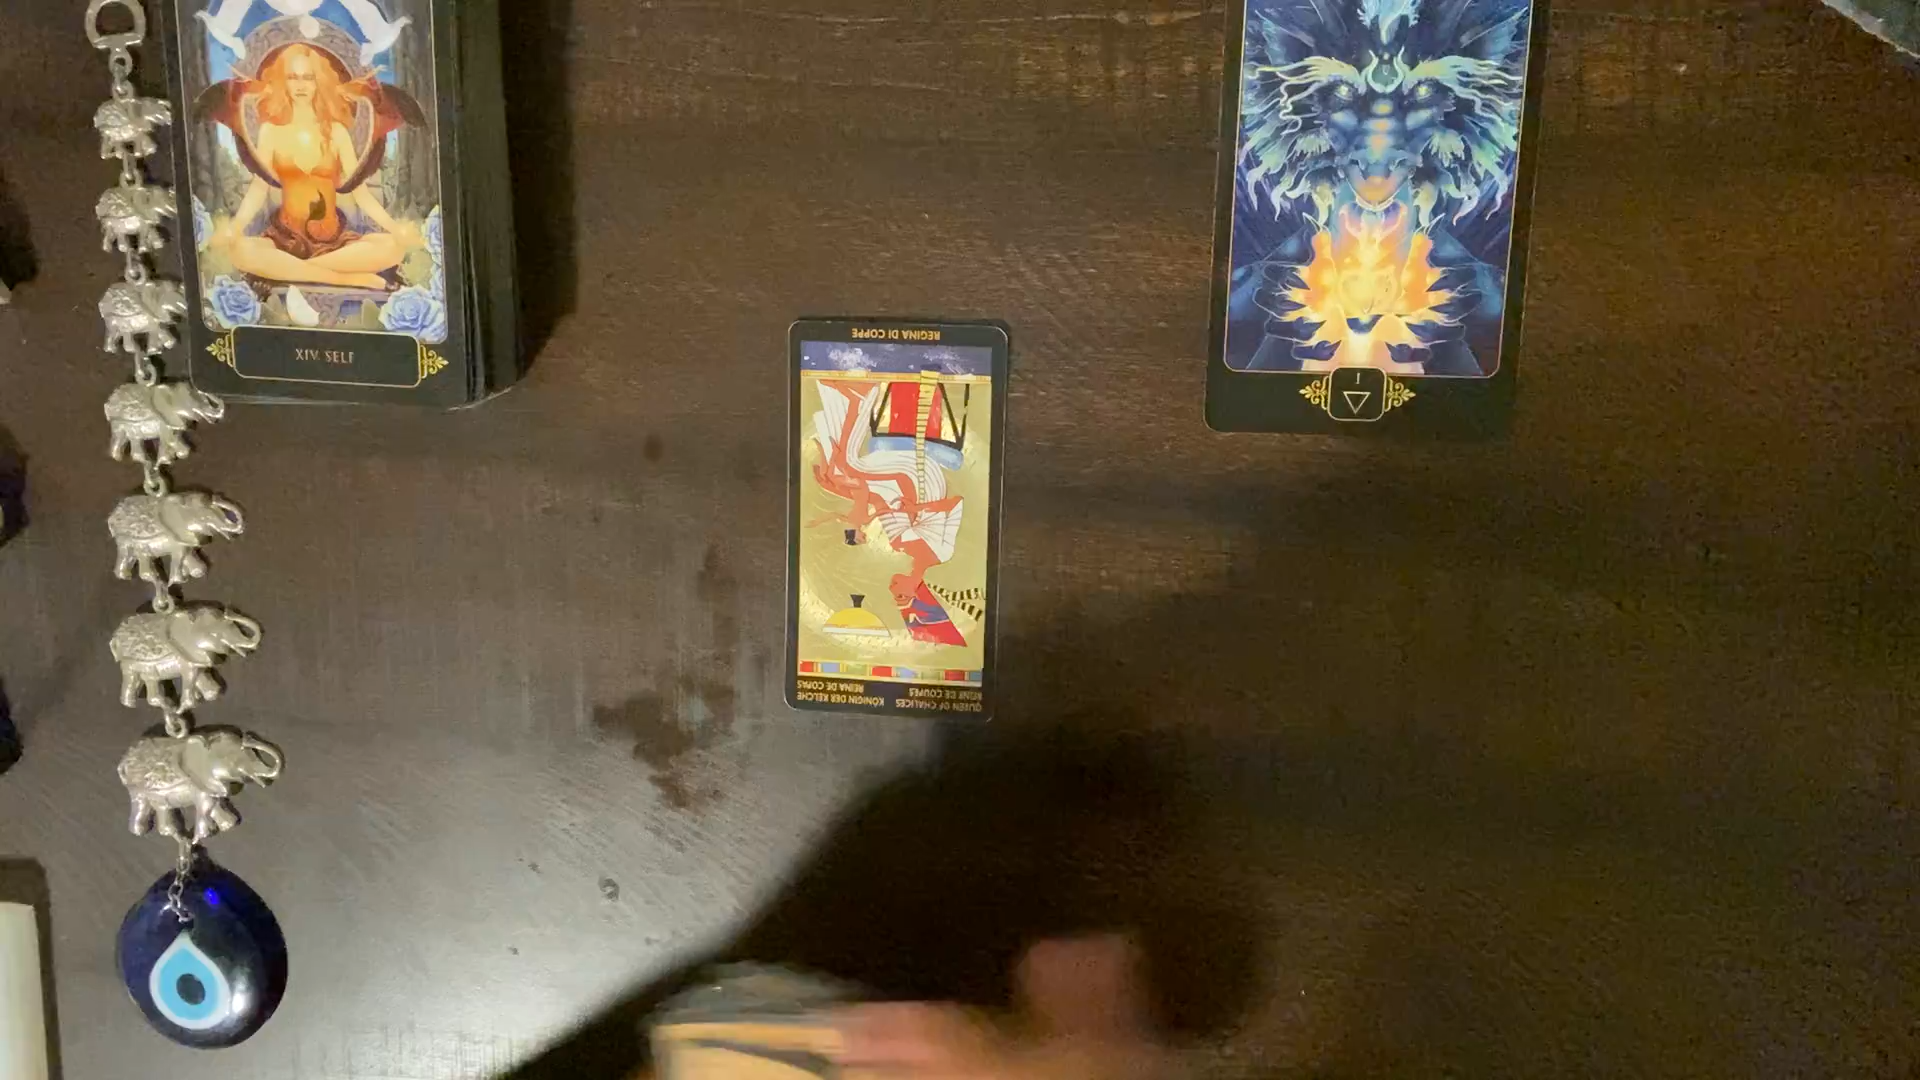 XIV. SELF
I
REGINA DI COPPE
QUEEN OF CHALICES KÖNIGIN DER KELCHE
REINE DE COUPES REINA DE COPAS